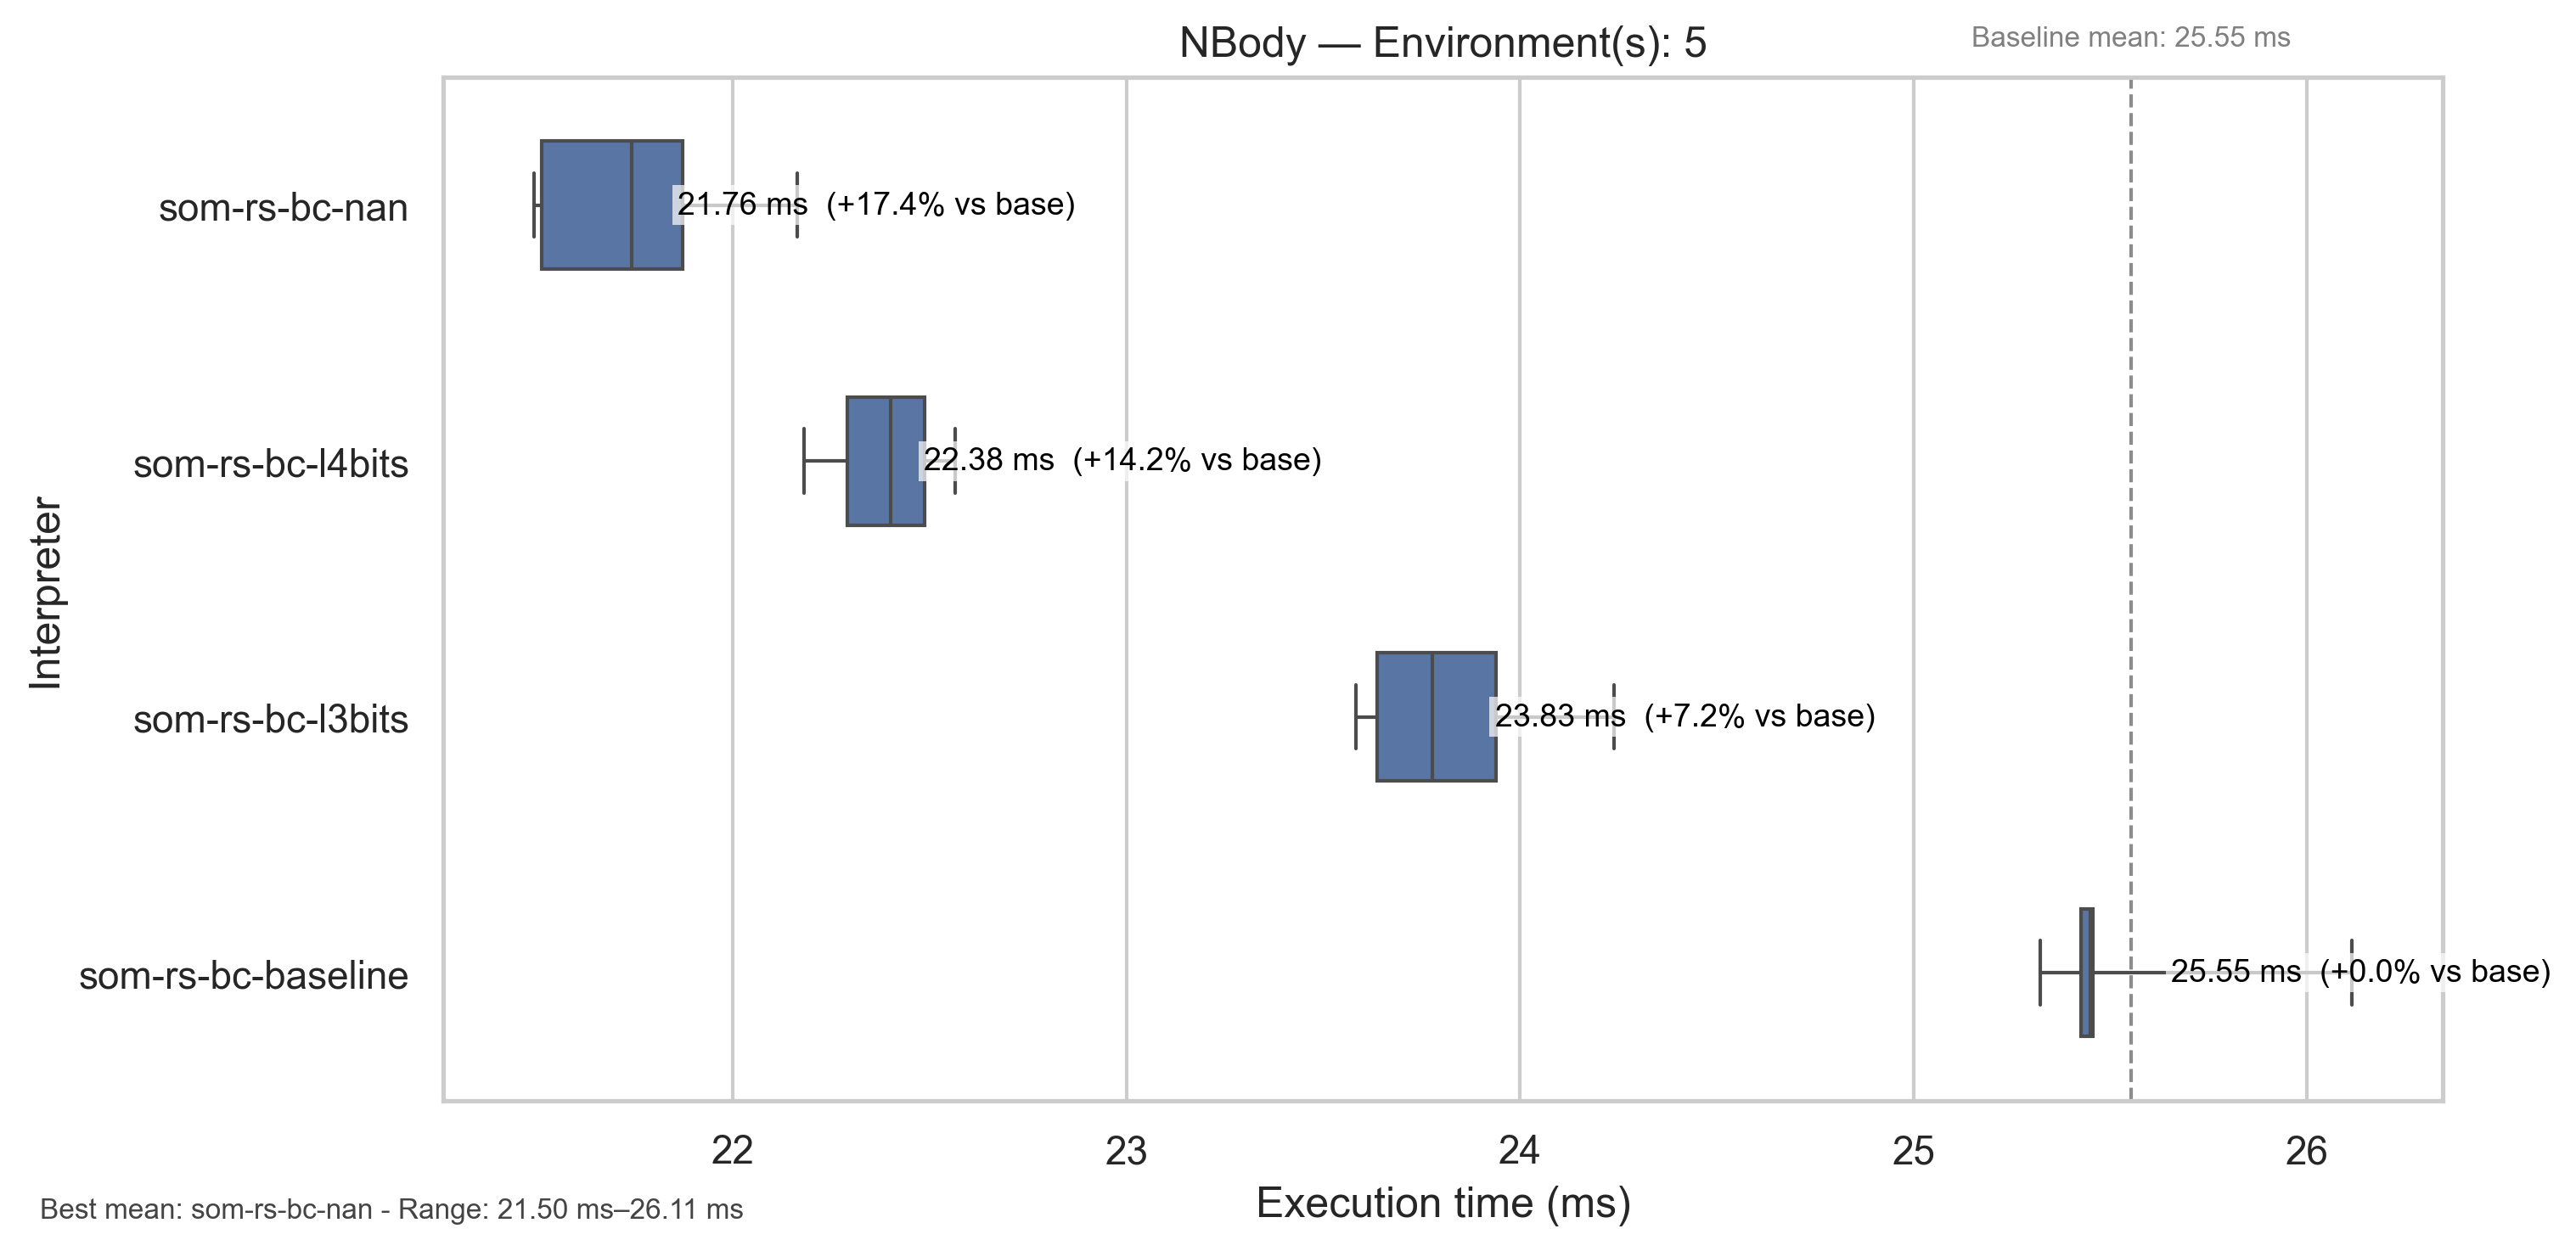 NBody — Environment(s): 5
Baseline mean: 25.55 ms
Interpreter
som-rs-bc-nan
21.76 ms  (+17.4% vs base)
som-rs-bc-l4bits
22.38 ms  (+14.2% vs base)
som-rs-bc-l3bits
23.83 ms  (+7.2% vs base)
som-rs-bc-baseline
25.55 ms  (+0.0% vs base)
22 23 24 25 26
Execution time (ms)
Best mean: som-rs-bc-nan - Range: 21.50 ms–26.11 ms